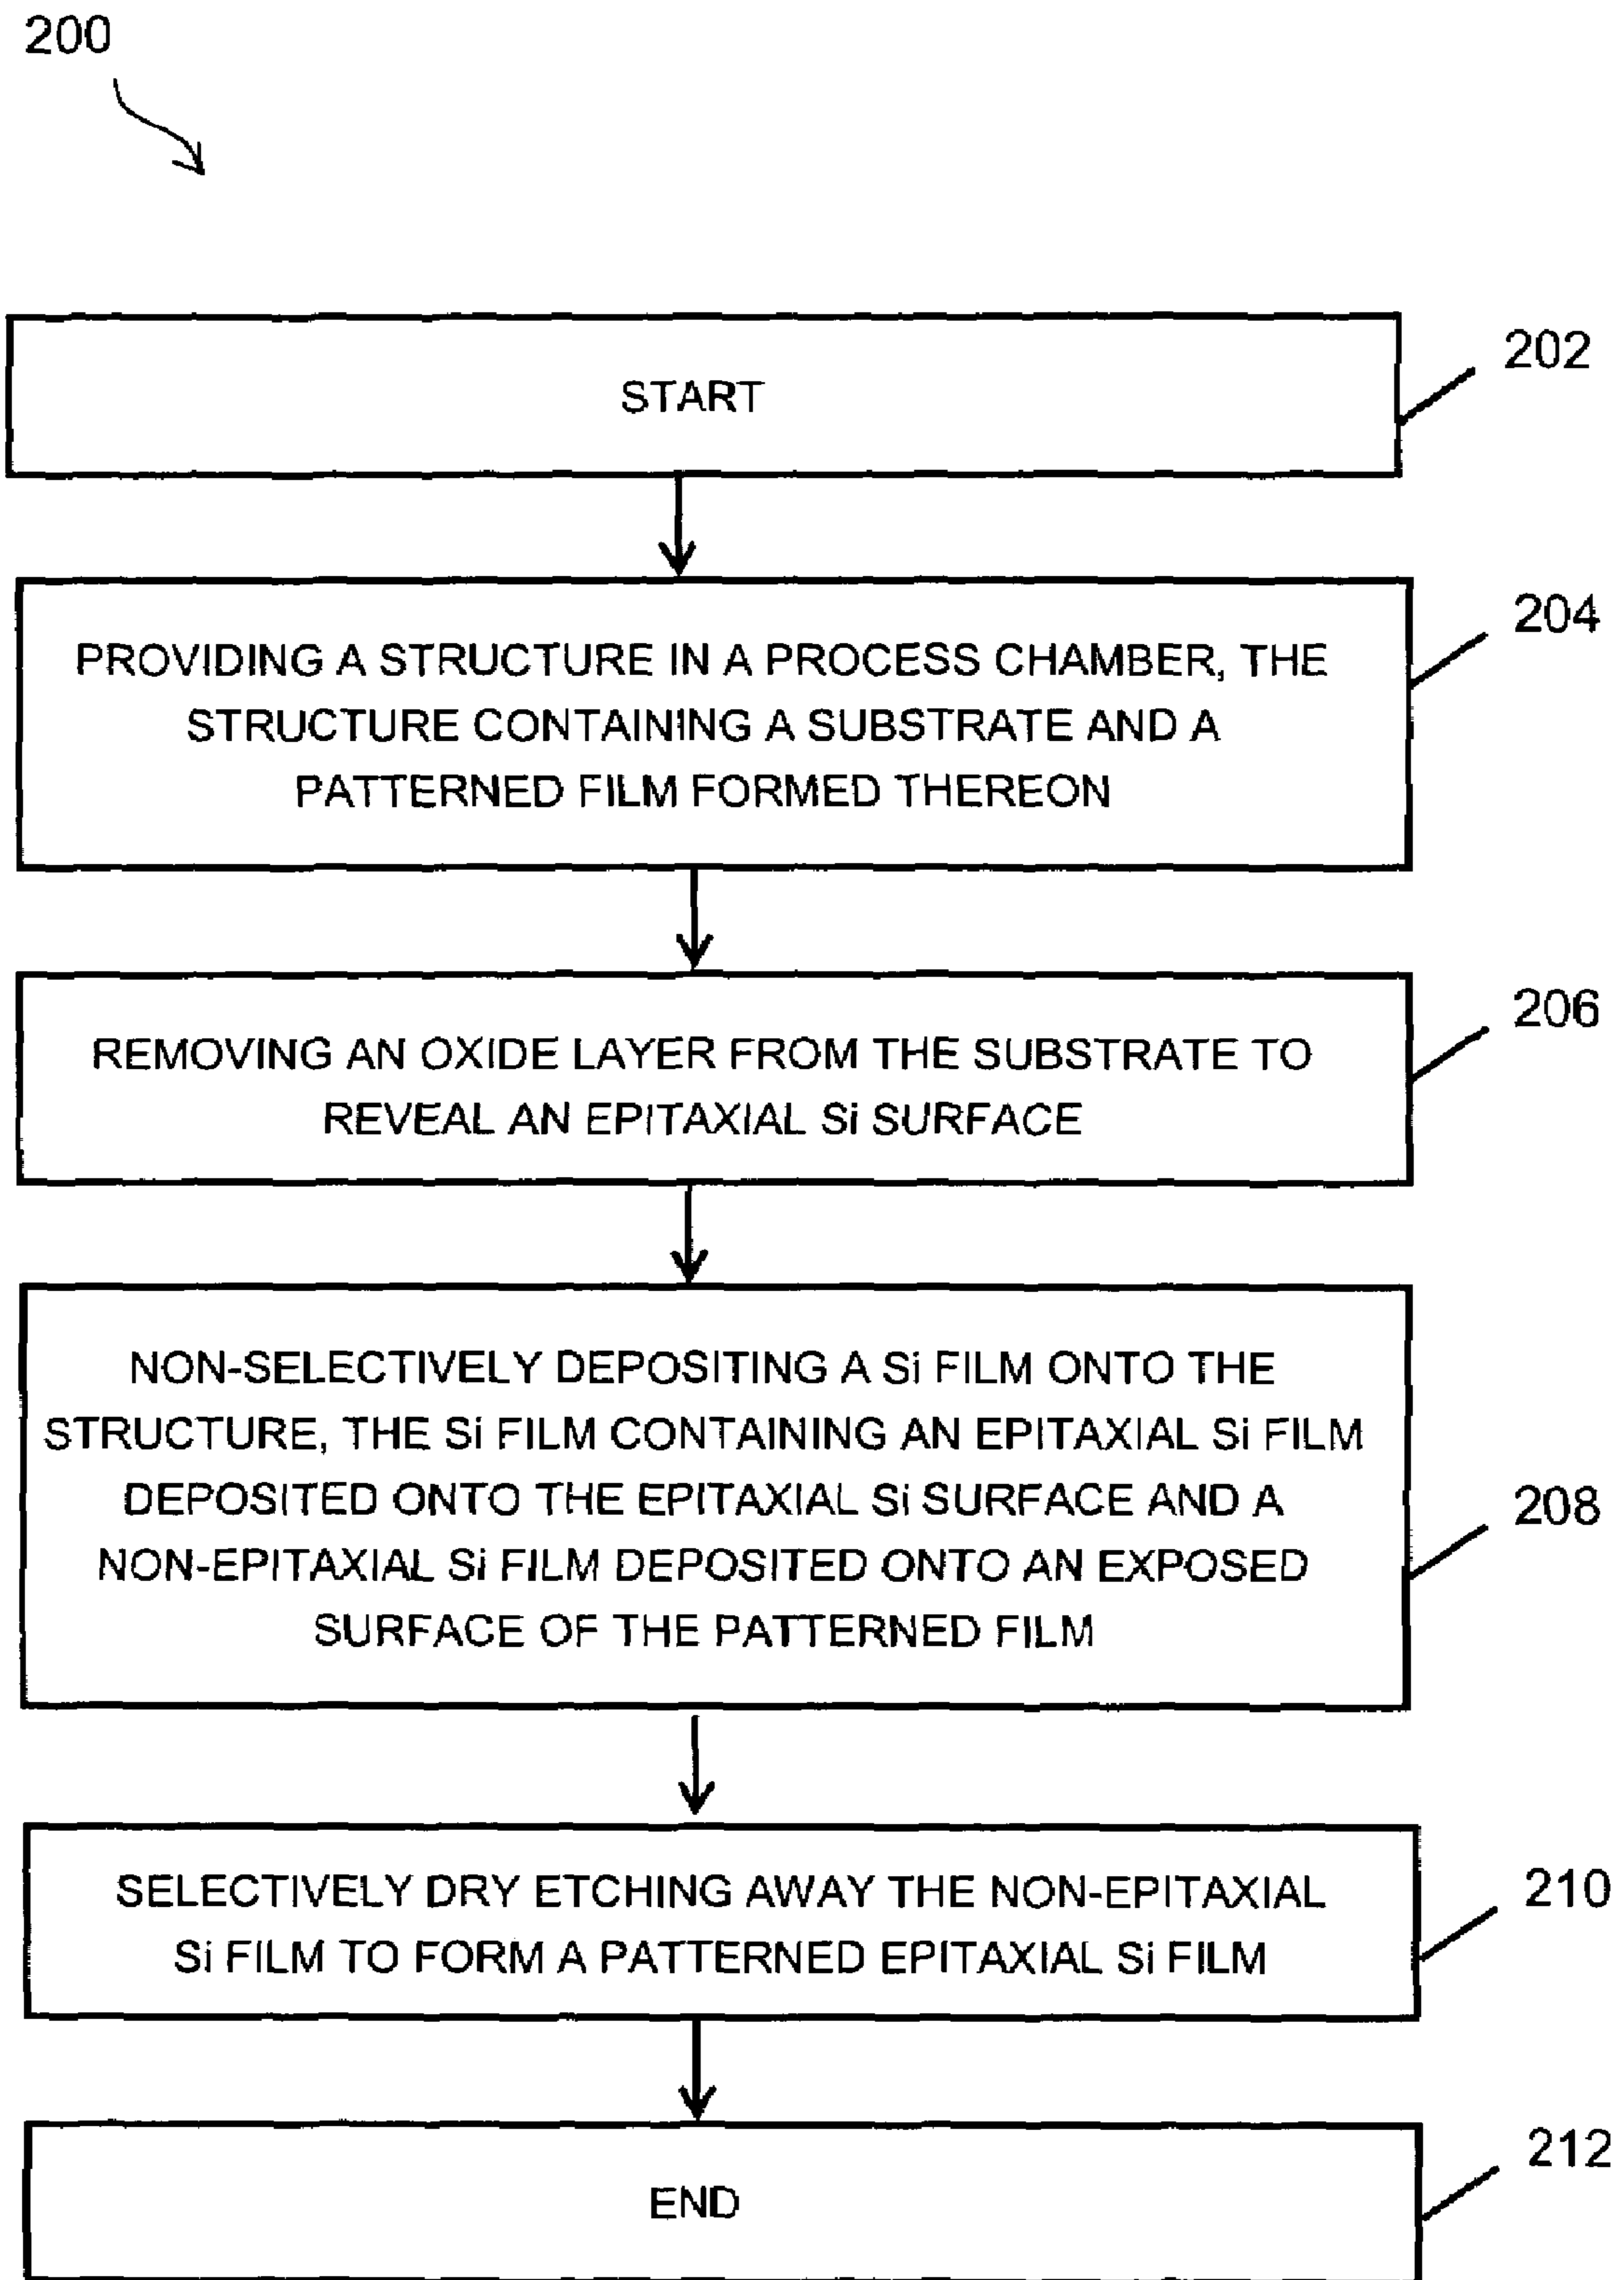 200
START
202
PROVIDING A STRUCTURE IN A PROCESS CHAMBER, THE
STRUCTURE CONTAINING A SUBSTRATE AND A
PATTERNED FILM FORMED THEREON
204
REMOVING AN OXIDE LAYER FROM THE SUBSTRATE TO
REVEAL AN EPITAXIAL Si SURFACE
206
NON-SELECTIVELY DEPOSITING A Si FILM ONTO THE
STRUCTURE, THE Si FILM CONTAINING AN EPITAXIAL Si FILM
DEPOSITED ONTO THE EPITAXIAL Si SURFACE AND A
NON-EPITAXIAL Si FILM DEPOSITED ONTO AN EXPOSED
SURFACE OF THE PATTERNED FILM
208
SELECTIVELY DRY ETCHING AWAY THE NON-EPITAXIAL
Si FILM TO FORM A PATTERNED EPITAXIAL Si FILM
210
END
212